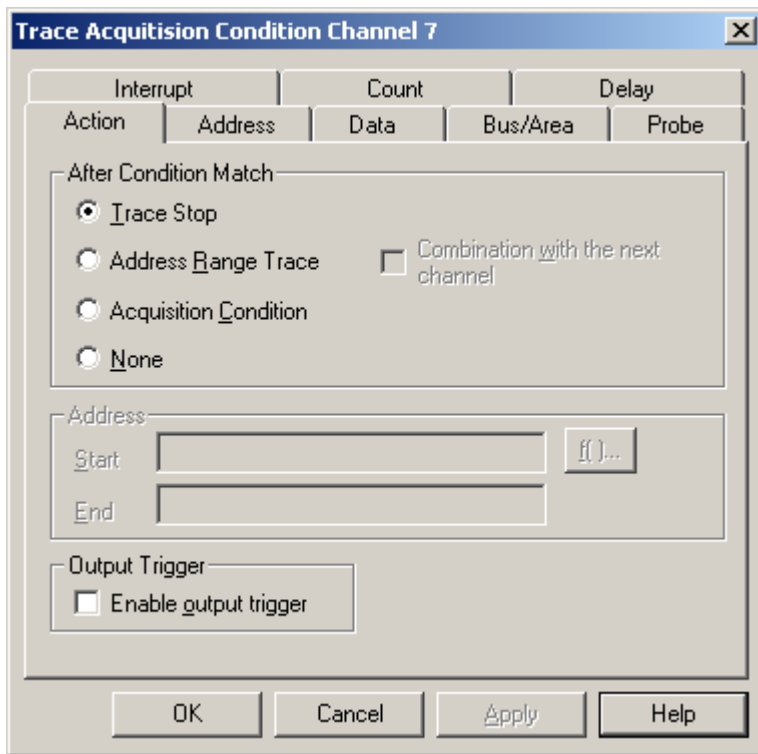 Trace Acquitision Condition Channel 7
Interrupt Count Delay
Action Address Data Bus/Area Probe
After Condition Match
Trace Stop
Address Range Trace
Combination with the next
channel
Acquisition Condition
None
Address
Start
f( )...
End
Output Trigger
Enable output trigger
OK Cancel Apply Help